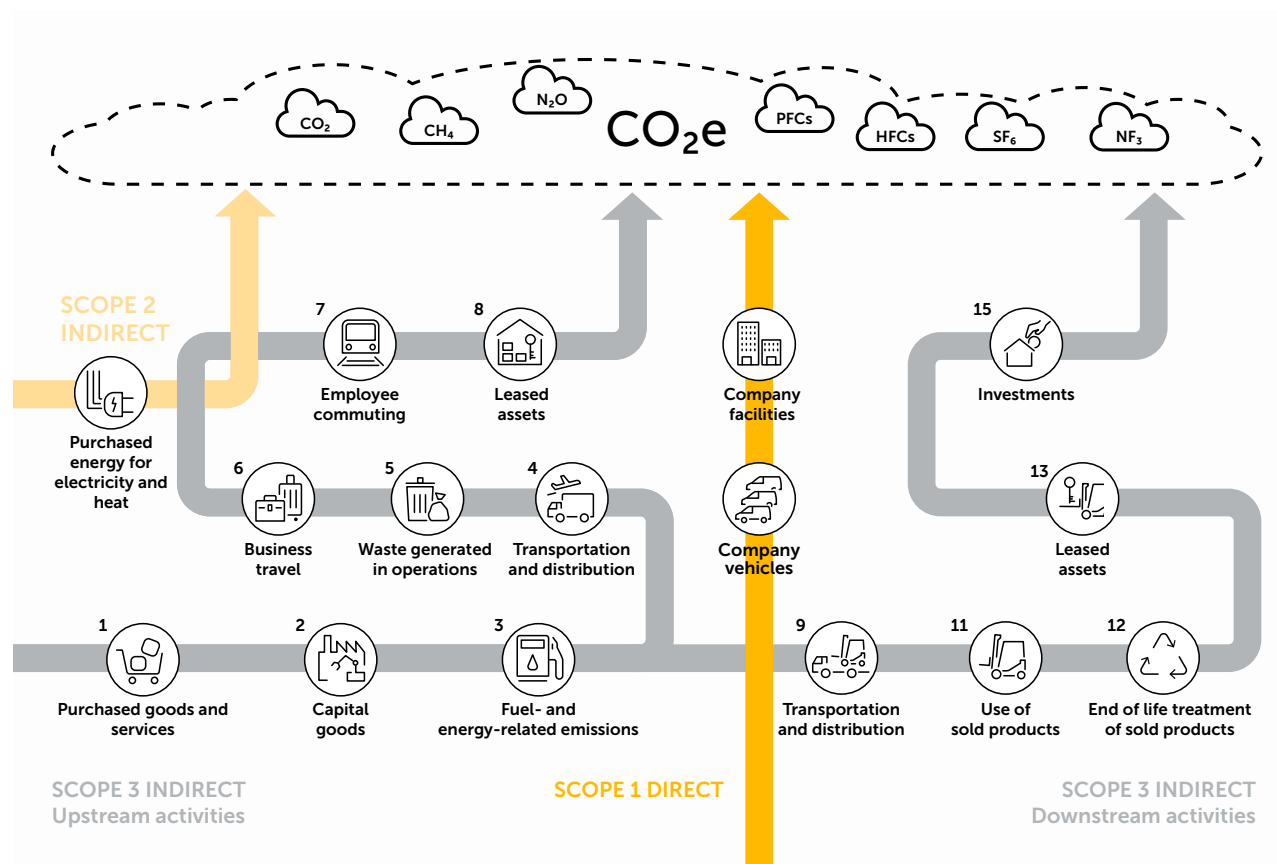 CO₂
CH₄
N₂O
CO₂e
PFCs
HFCs
SF₆
NF₃
SCOPE 2
INDIRECT
Purchased
energy for
electricity and
heat
7
Employee
commuting
8
Leased
assets
Company
facilities
15
Investments
6
Business
travel
5
Waste generated
in operations
4
Transportation
and distribution
Company
vehicles
13
Leased
assets
1
Purchased goods and
services
2
Capital
goods
3
Fuel- and
energy-related emissions
9
Transportation
and distribution
11
Use of
sold products
12
End of life treatment
of sold products
SCOPE 3 INDIRECT
Upstream activities
SCOPE 1 DIRECT
SCOPE 3 INDIRECT
Downstream activities